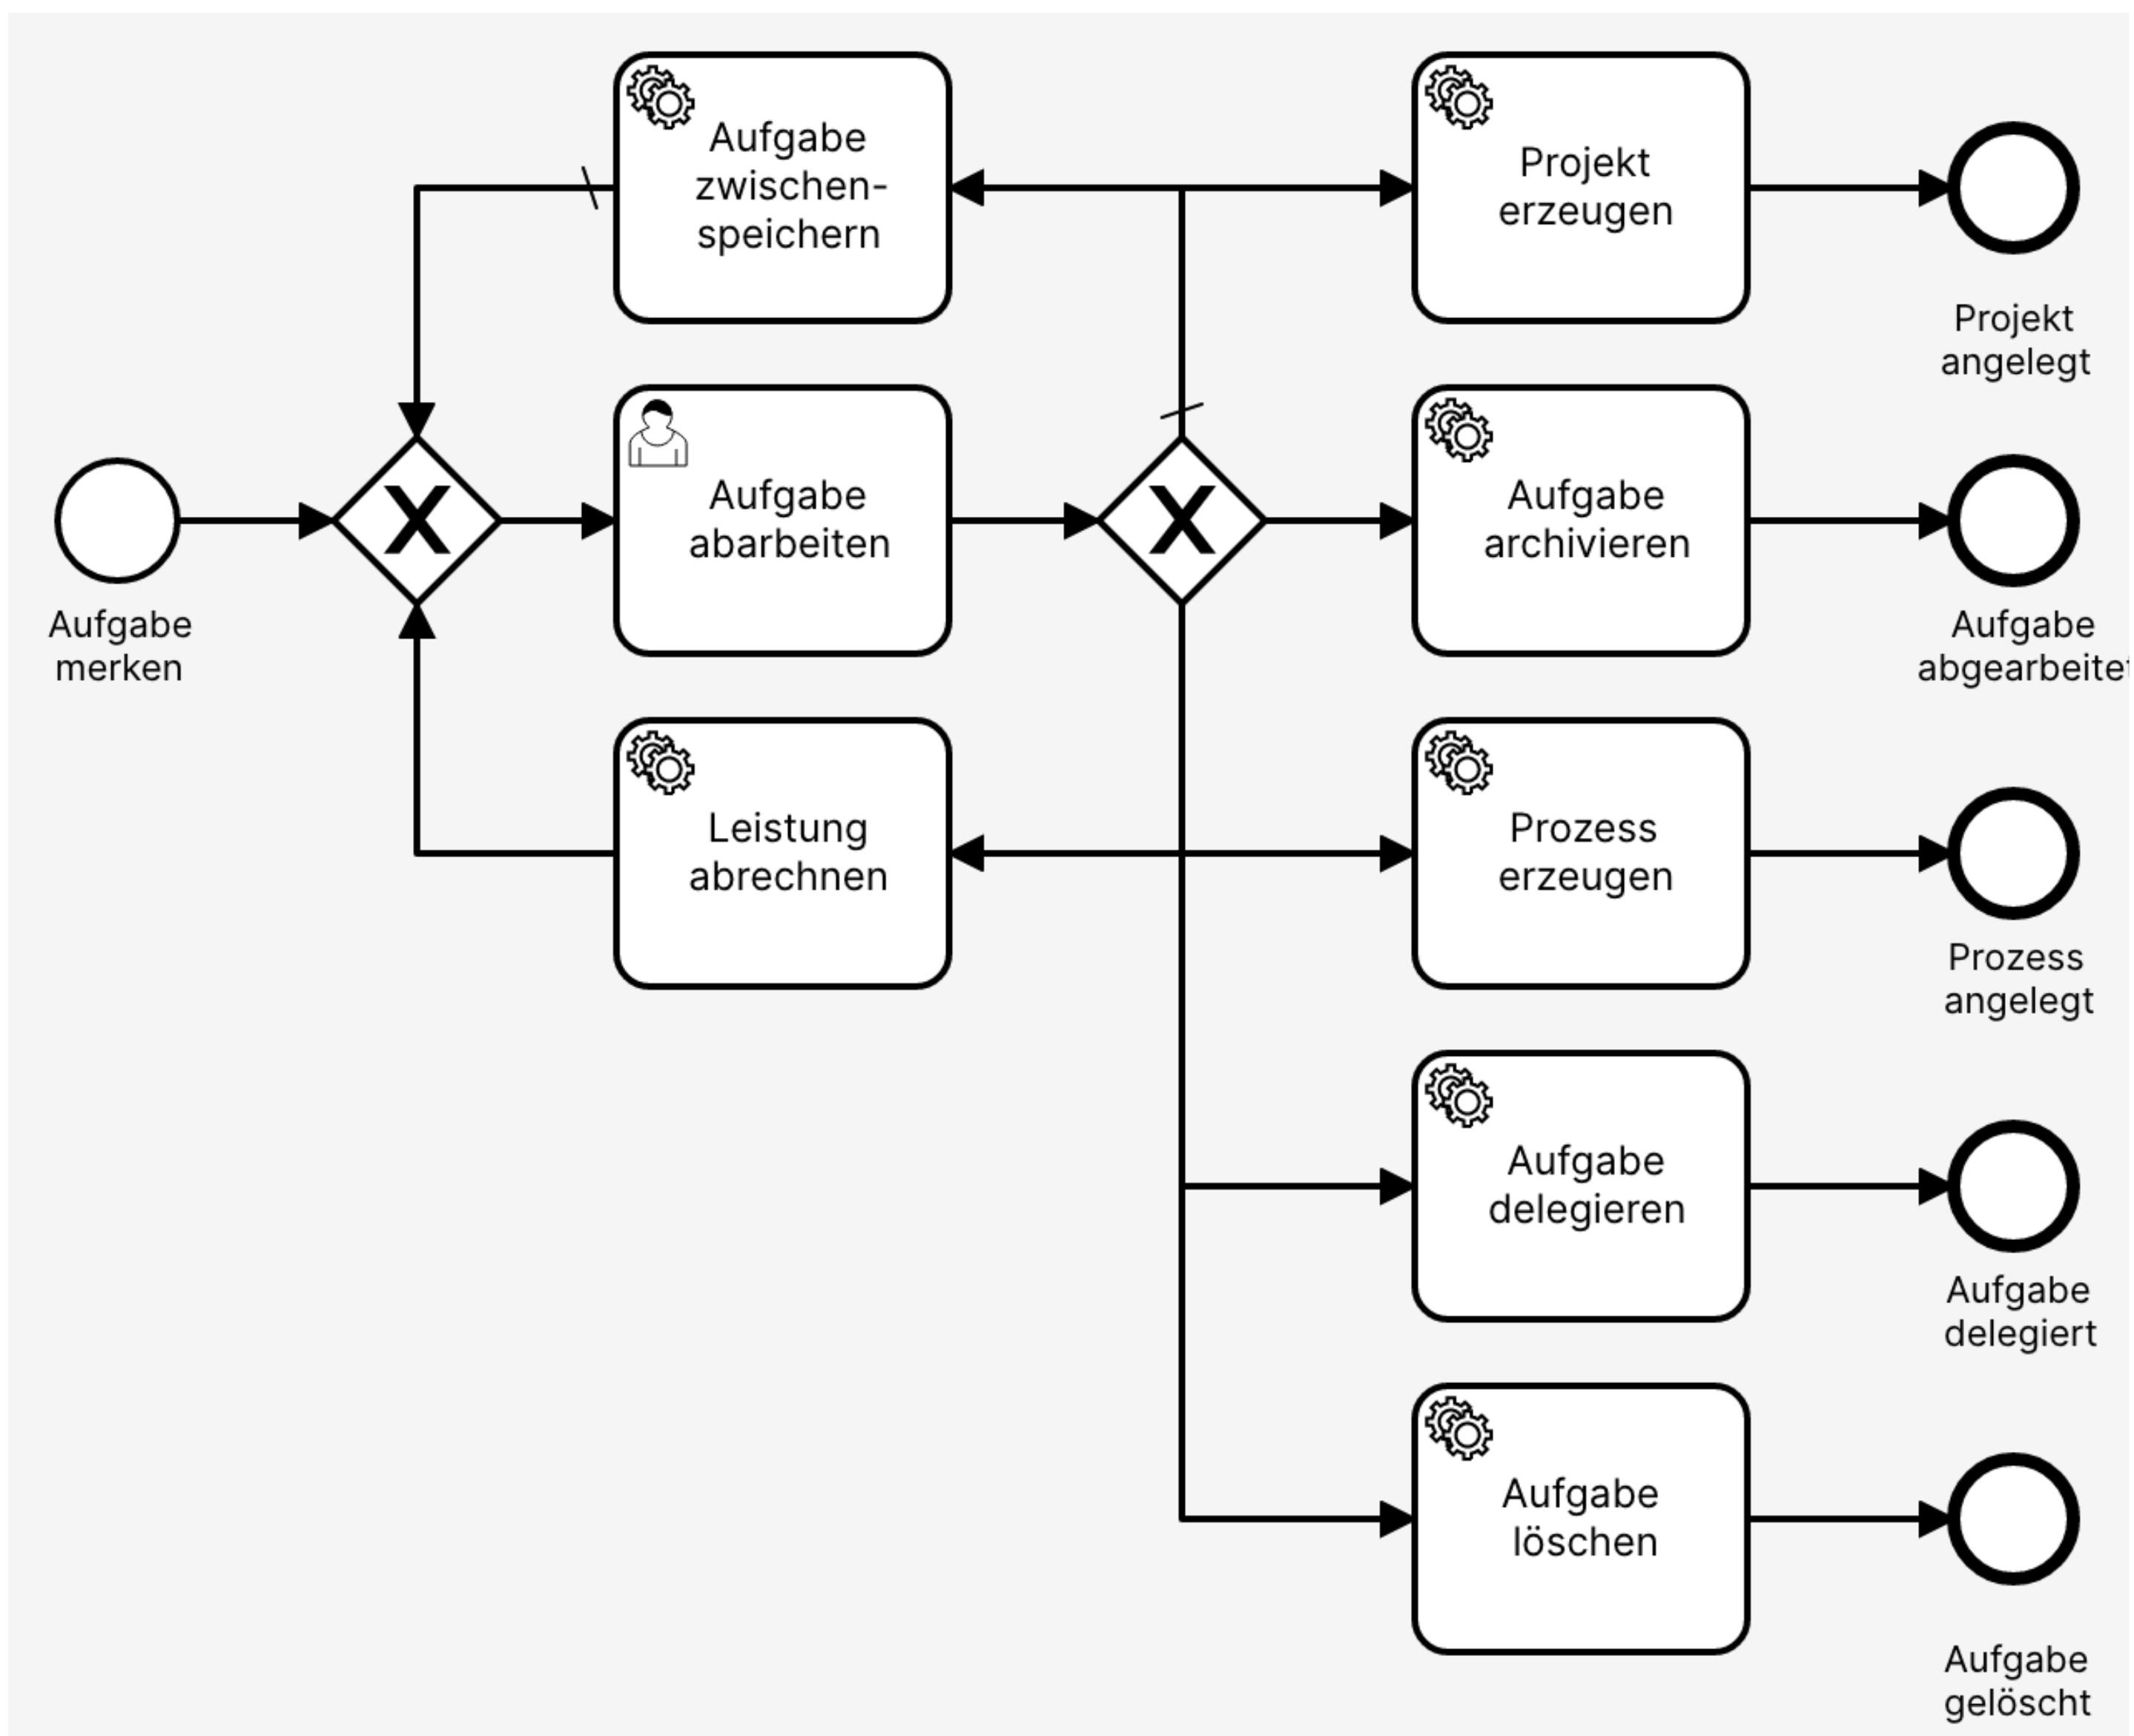 Aufgabe
zwischen-
speichern
Projekt
erzeugen
Projekt
angelegt
Aufgabe
merken
X
Aufgabe
abarbeiten
X
Aufgabe
archivieren
Aufgabe
abgearbeitet
Leistung
abrechnen
Prozess
erzeugen
Prozess
angelegt
Aufgabe
delegieren
Aufgabe
delegiert
Aufgabe
löschen
Aufgabe
gelöscht